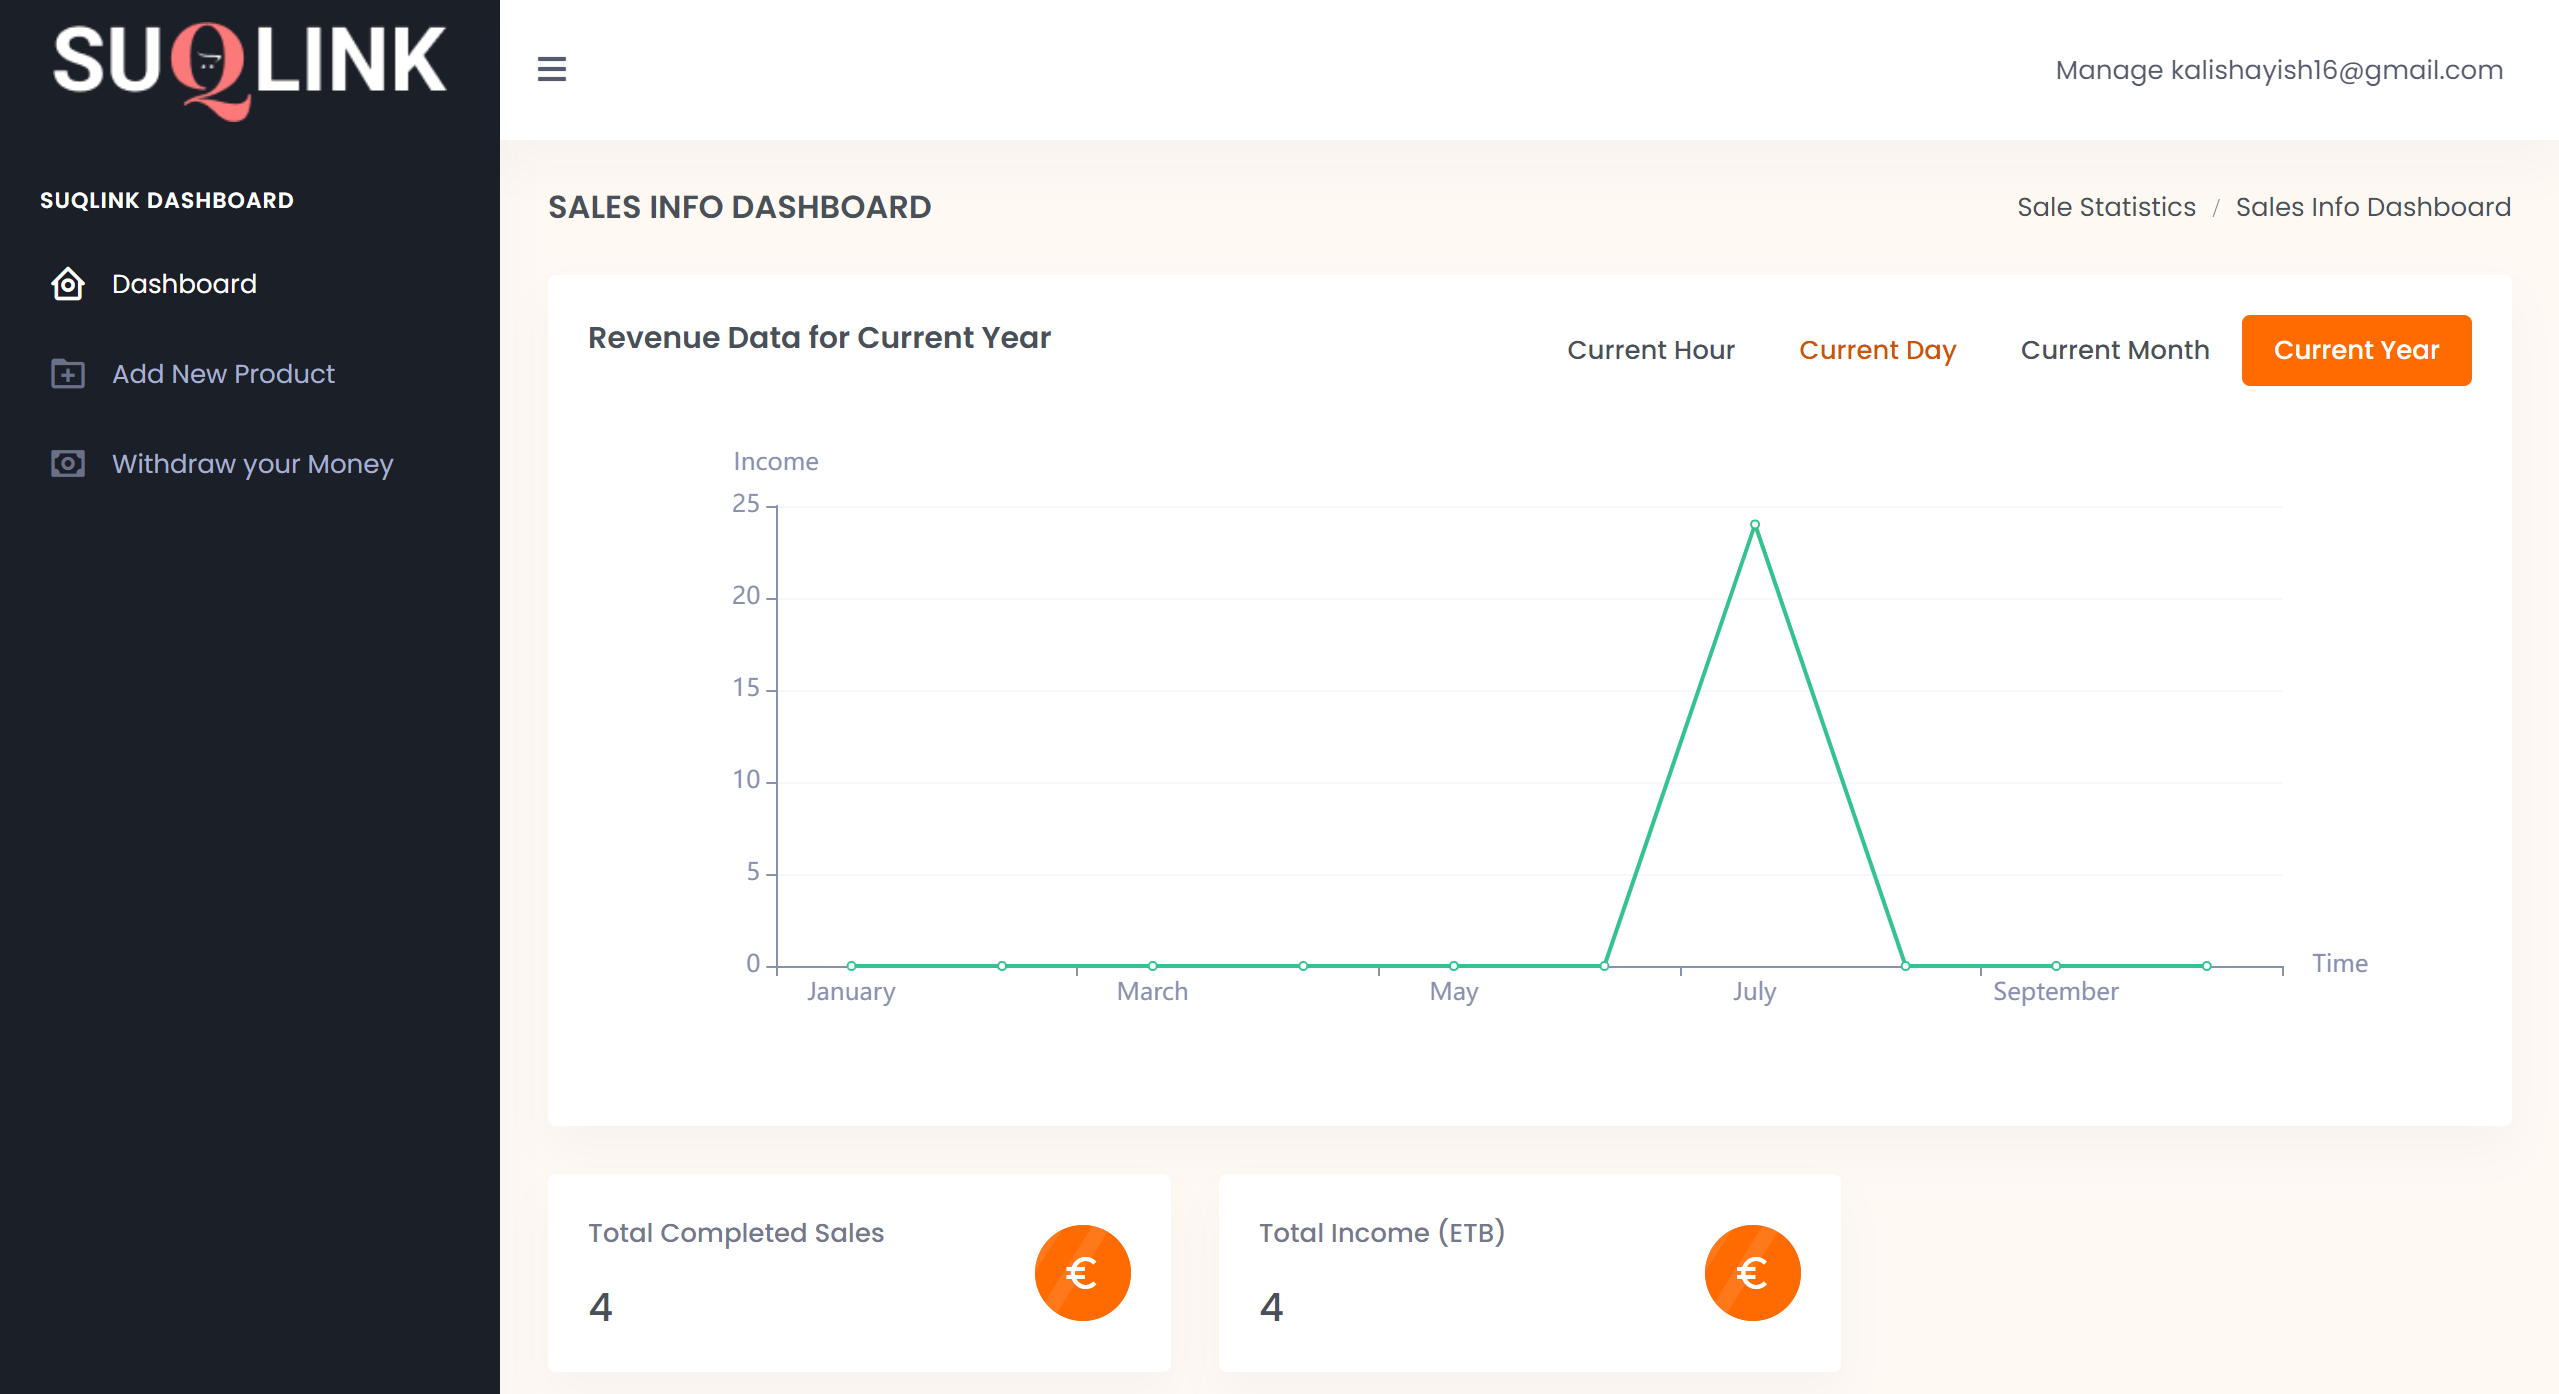 SUQLINK
Manage kalishayish16@gmail.com
SUQLINK DASHBOARD
Dashboard
Add New Product
Withdraw your Money
SALES INFO DASHBOARD
Sale Statistics / Sales Info Dashboard
Revenue Data for Current Year
Current Hour Current Day Current Month Current Year
Income
25
20
15
10
5
0
January March May July September
Time
Total Completed Sales
4
€
Total Income (ETB)
4
€